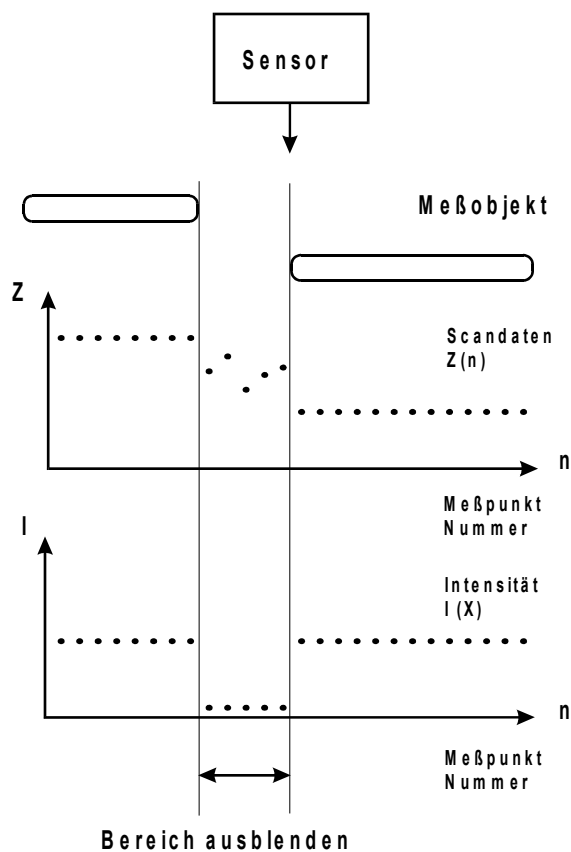 Sensor
Meßobjekt
Z
Scandaten
Z(n)
n
Meßpunkt
Nummer
I
Intensität
I(X)
n
Meßpunkt
Nummer
Bereich ausblenden